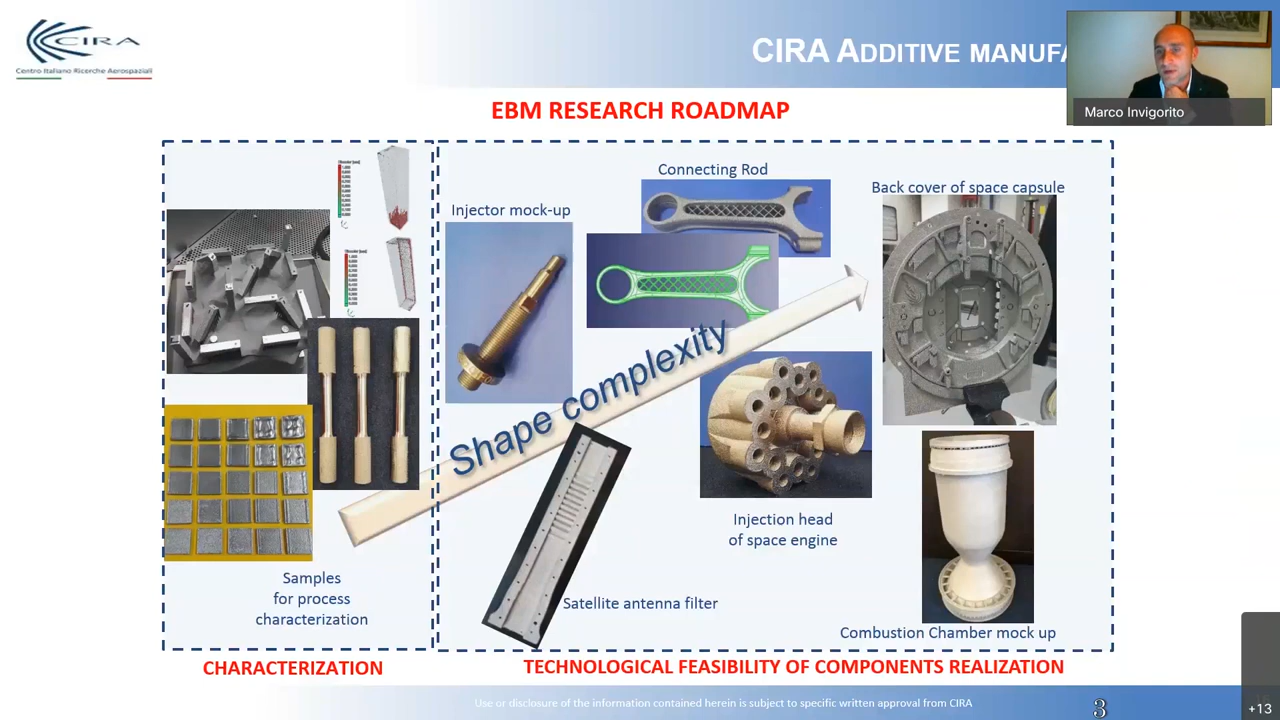 CIRA
Centro Italiano Ricerche Aerospaziali
CIRA ADDITIVE MANUFA
Marco Invigorito
EBM RESEARCH ROADMAP
Connecting Rod
Back cover of space capsule
Injector mock-up
Shape complexity
Injection head
of space engine
Samples
for process
characterization
Satellite antenna filter
Combustion Chamber mock up
CHARACTERIZATION
TECHNOLOGICAL FEASIBILITY OF COMPONENTS REALIZATION
Use or disclosure of the information contained herein is subject to specific written approval from CIRA
3
+13